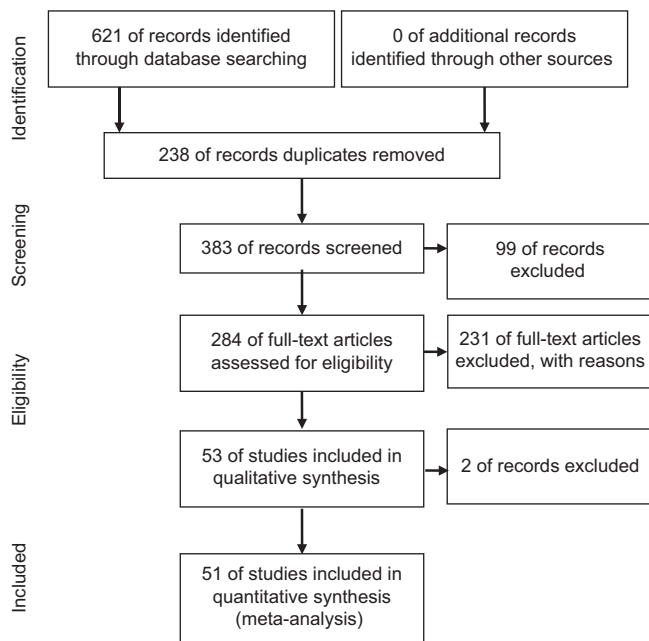 Identification
621 of records identified
through database searching
0 of additional records
identified through other sources
238 of records duplicates removed
Screening
383 of records screened
99 of records
excluded
Eligibility
284 of full-text articles
assessed for eligibility
231 of full-text articles
excluded, with reasons
53 of studies included in
qualitative synthesis
2 of records excluded
Included
51 of studies included in
quantitative synthesis
(meta-analysis)